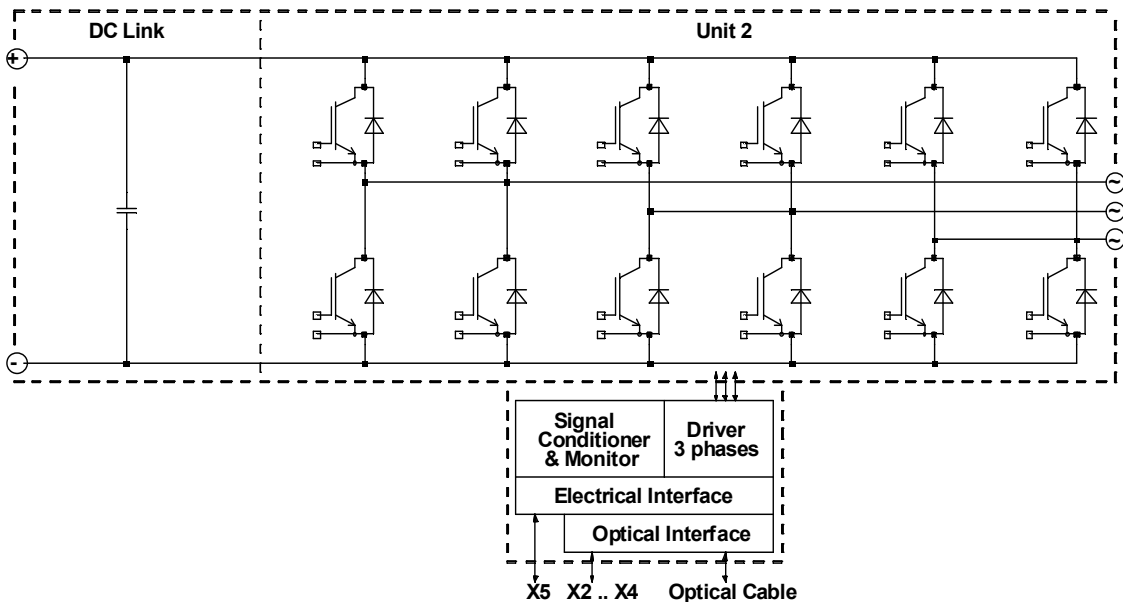 DC Link
Unit 2
+
~
~
~
-
Signal
Conditioner
& Monitor
Driver
3 phases
Electrical Interface
Optical Interface
X5
X2 .. X4
Optical Cable